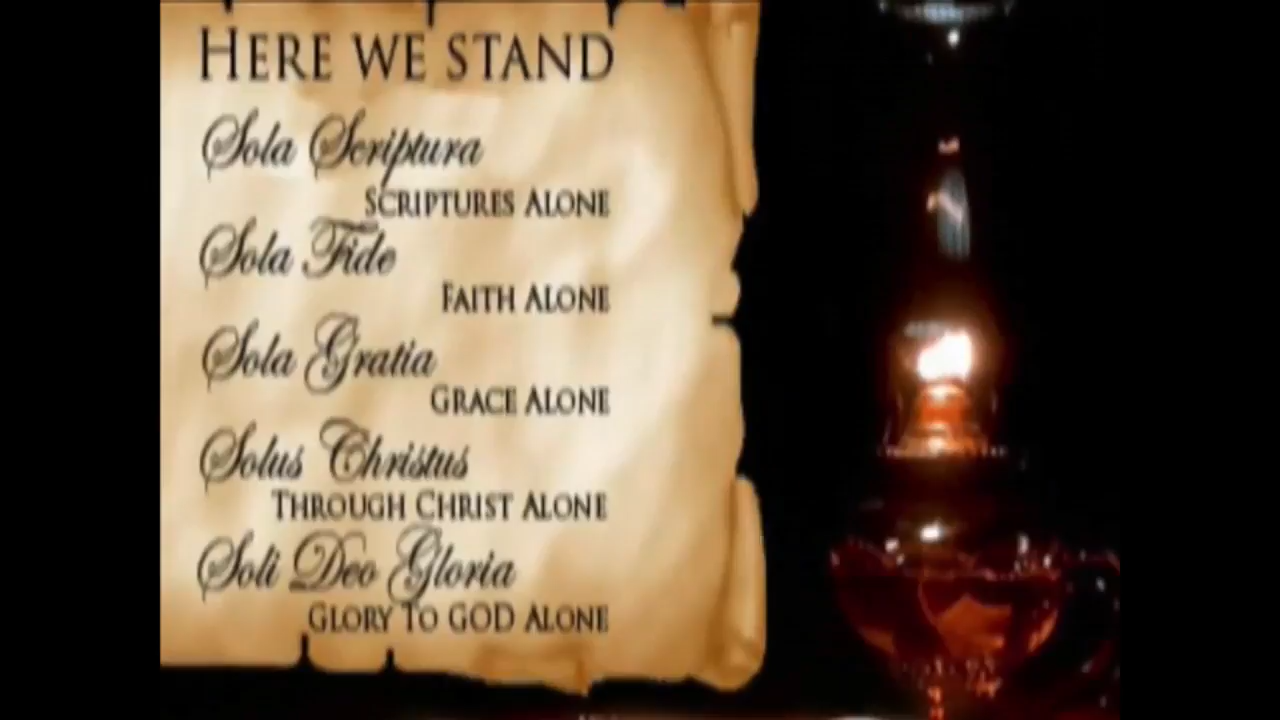 HERE WE STAND
Sola Scriptura
SCRIPTURES ALONE
Sola Fide
FAITH ALONE
Sola Gratia
GRACE ALONE
Solus Christus
THROUGH CHRIST ALONE
Soli Deo Gloria
GLORY TO GOD ALONE